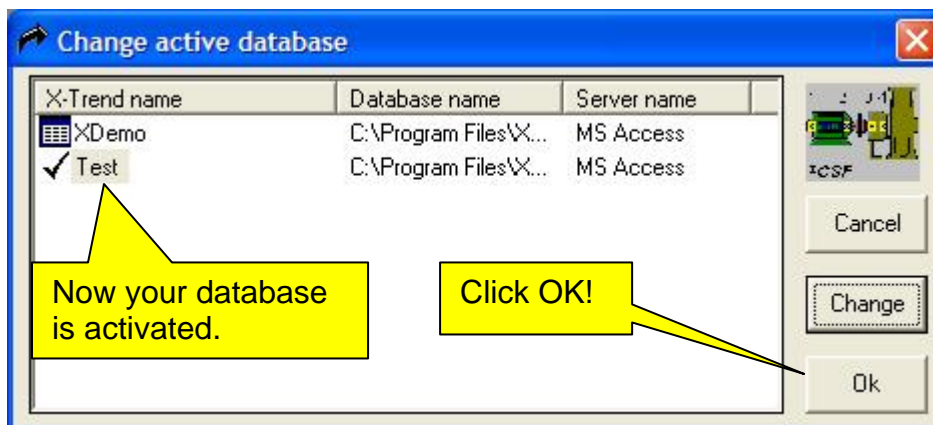 Change active database
X-Trend name Database name Server name
XDemo C:\Program Files\X... MS Access
Test C:\Program Files\X... MS Access
ICSF
Cancel
Now your database
is activated.
Click OK!
Change
Ok